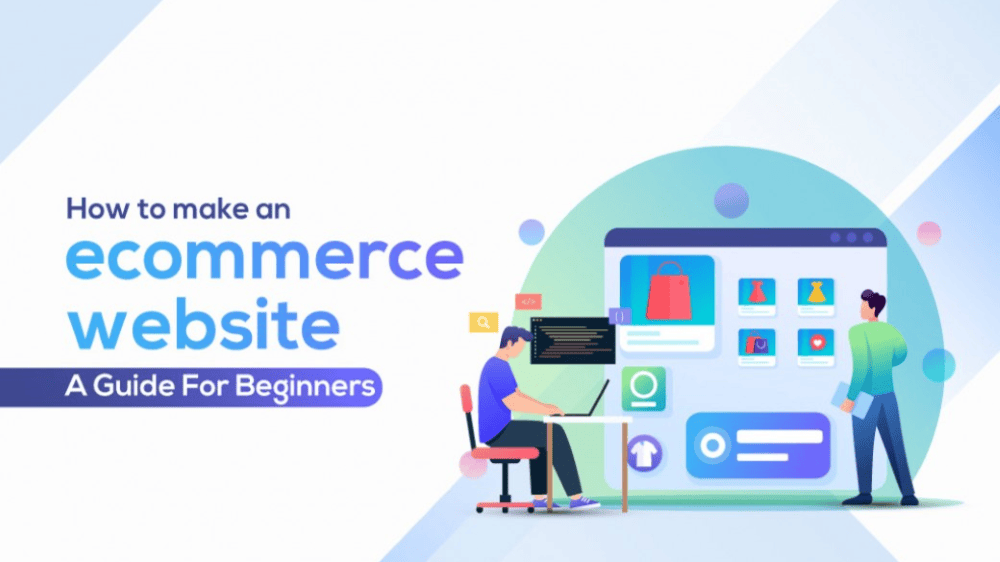 How to make an
ecommerce
website
A Guide For Beginners
</>
{ }